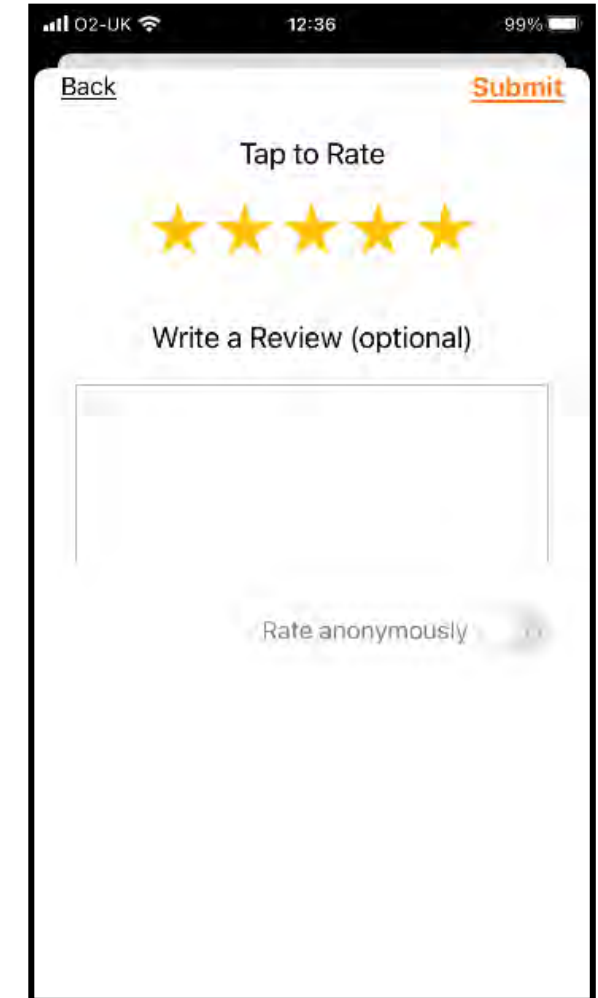 O2-UK 12:36 99%
Back Submit
Tap to Rate
Write a Review (optional)
Rate anonymously